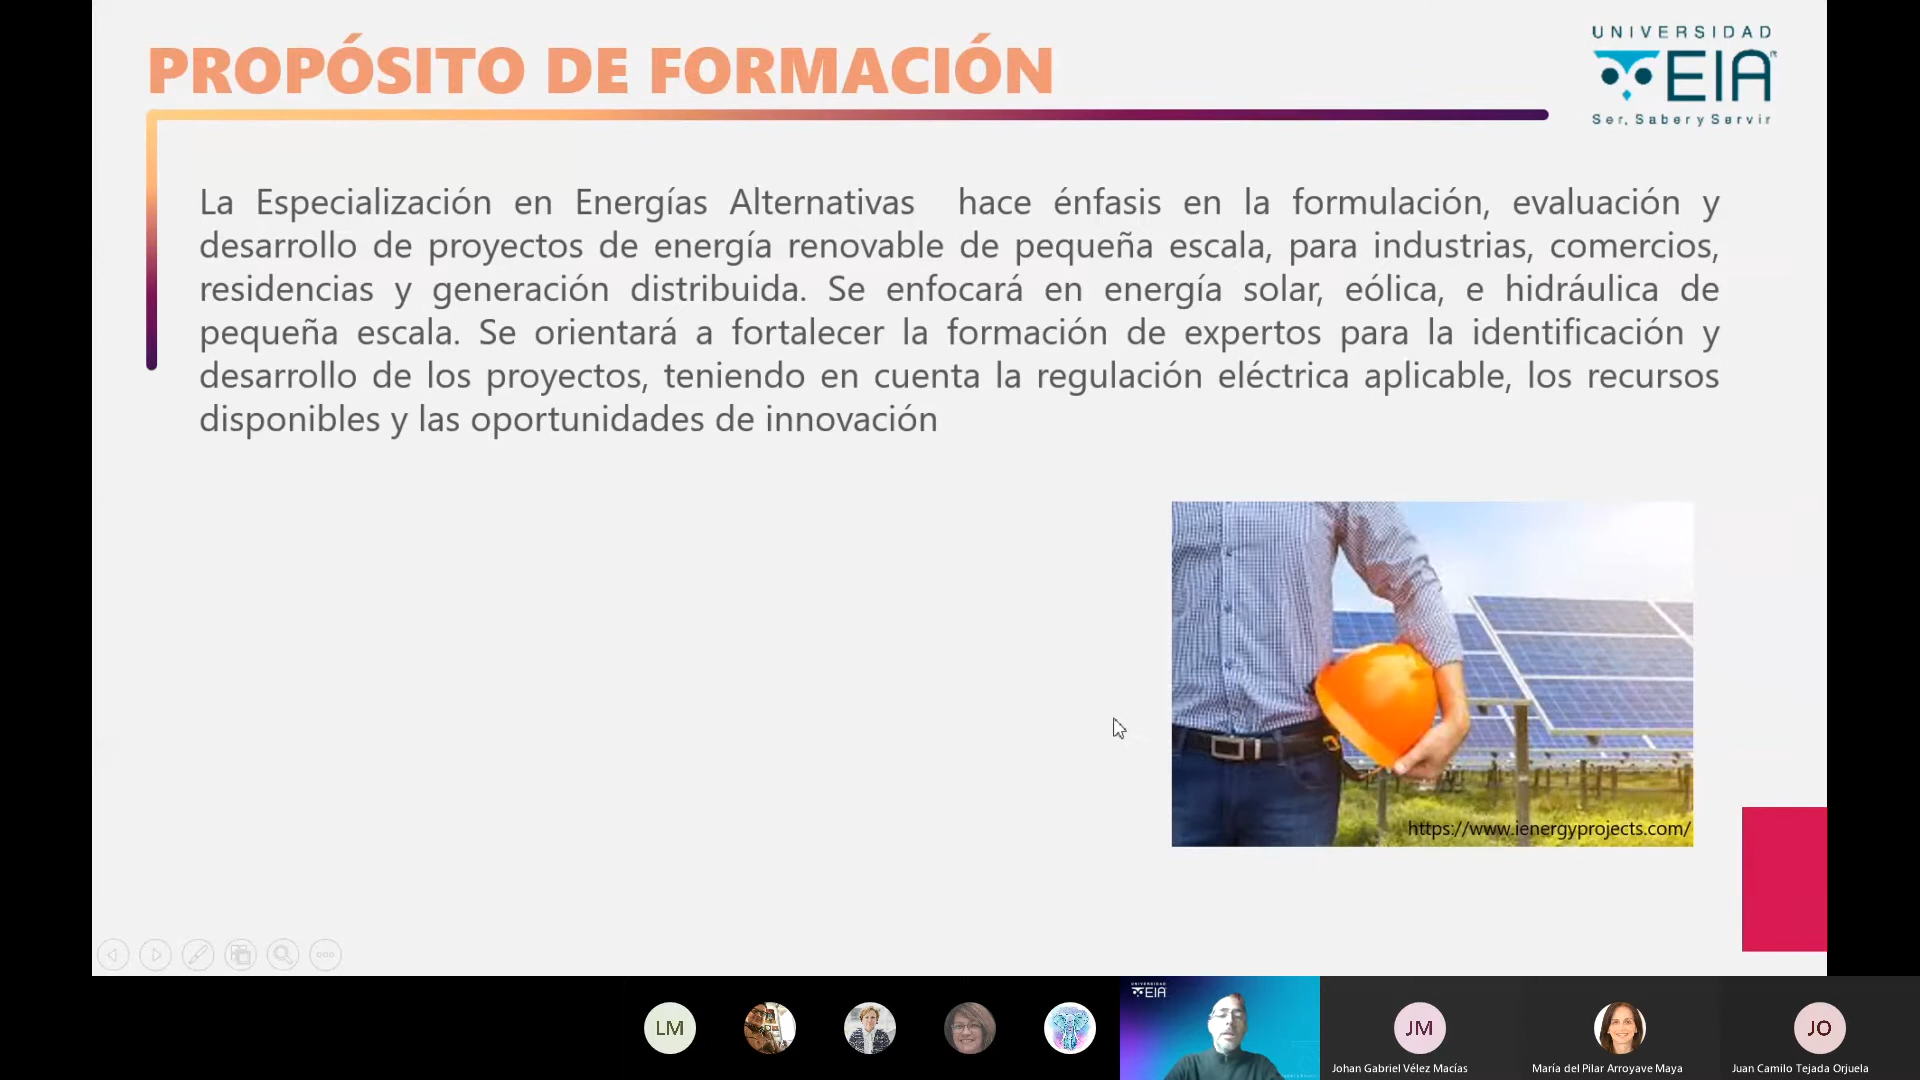 PROPÓSITO DE FORMACIÓN
UNIVERSIDAD
EIA
Ser, Saber y Servir
La Especialización en Energías Alternativas hace énfasis en la formulación, evaluación y
desarrollo de proyectos de energía renovable de pequeña escala, para industrias, comercios,
residencias y generación distribuida. Se enfocará en energía solar, eólica, e hidráulica de
pequeña escala. Se orientará a fortalecer la formación de expertos para la identificación y
desarrollo de los proyectos, teniendo en cuenta la regulación eléctrica aplicable, los recursos
disponibles y las oportunidades de innovación
https://www.ienergyprojects.com/
LM
UNIVERSIDAD
EIA
JM
JO
Johan Gabriel Vélez Macías
María del Pilar Arroyave Maya
Juan Camilo Tejada Orjuela